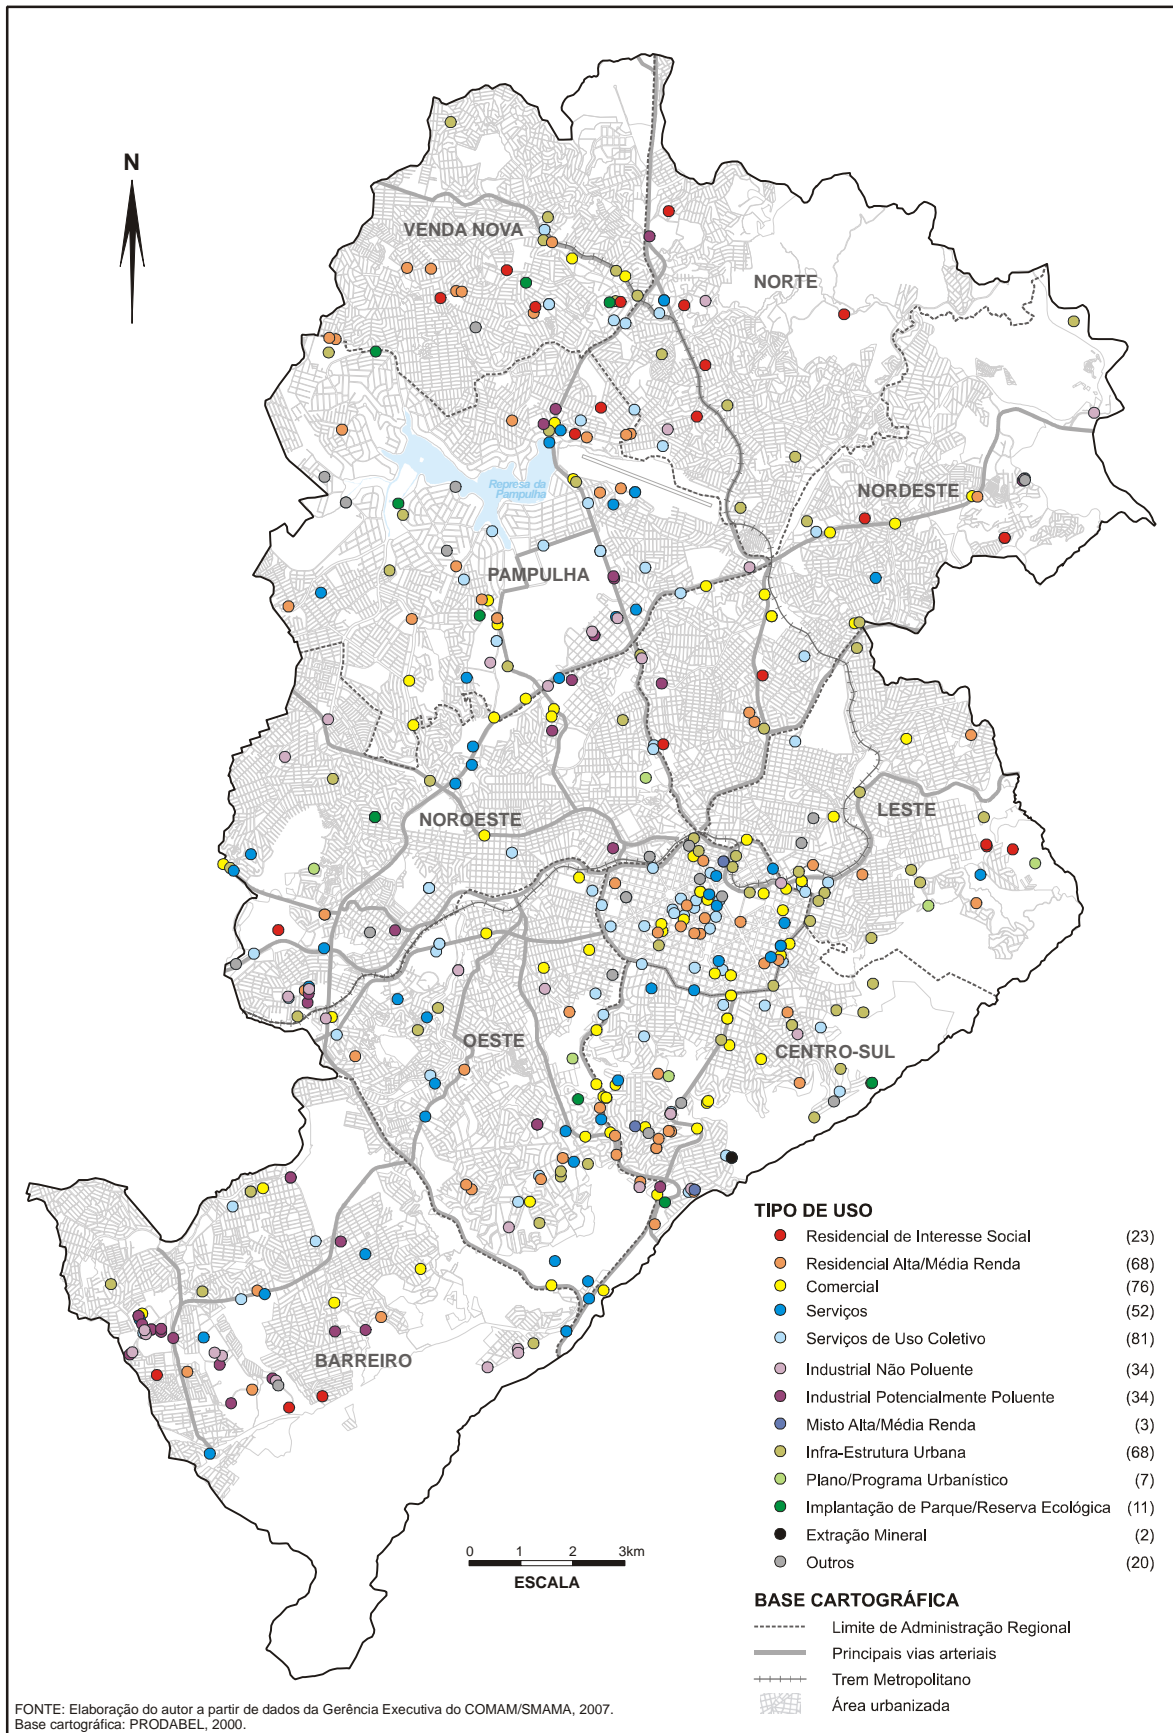 N
VENDA NOVA
NORTE
NORDESTE
Represa da
Pampulha
PAMPULHA
NOROESTE
LESTE
OESTE
CENTRO-SUL
BARREIRO
TIPO DE USO
Residencial de Interesse Social (23)
Residencial Alta/Média Renda (68)
Comercial (76)
Serviços (52)
Serviços de Uso Coletivo (81)
Industrial Não Poluente (34)
Industrial Potencialmente Poluente (34)
Misto Alta/Média Renda (3)
Infra-Estrutura Urbana (68)
Plano/Programa Urbanístico (7)
Implantação de Parque/Reserva Ecológica (11)
Extração Mineral (2)
Outros (20)
0 1 2 3km
ESCALA
BASE CARTOGRÁFICA
Limite de Administração Regional
Principais vias arteriais
Trem Metropolitano
Área urbanizada
FONTE: Elaboração do autor a partir de dados da Gerência Executiva do COMAM/SMAMA, 2007.
Base cartográfica: PRODABEL, 2000.